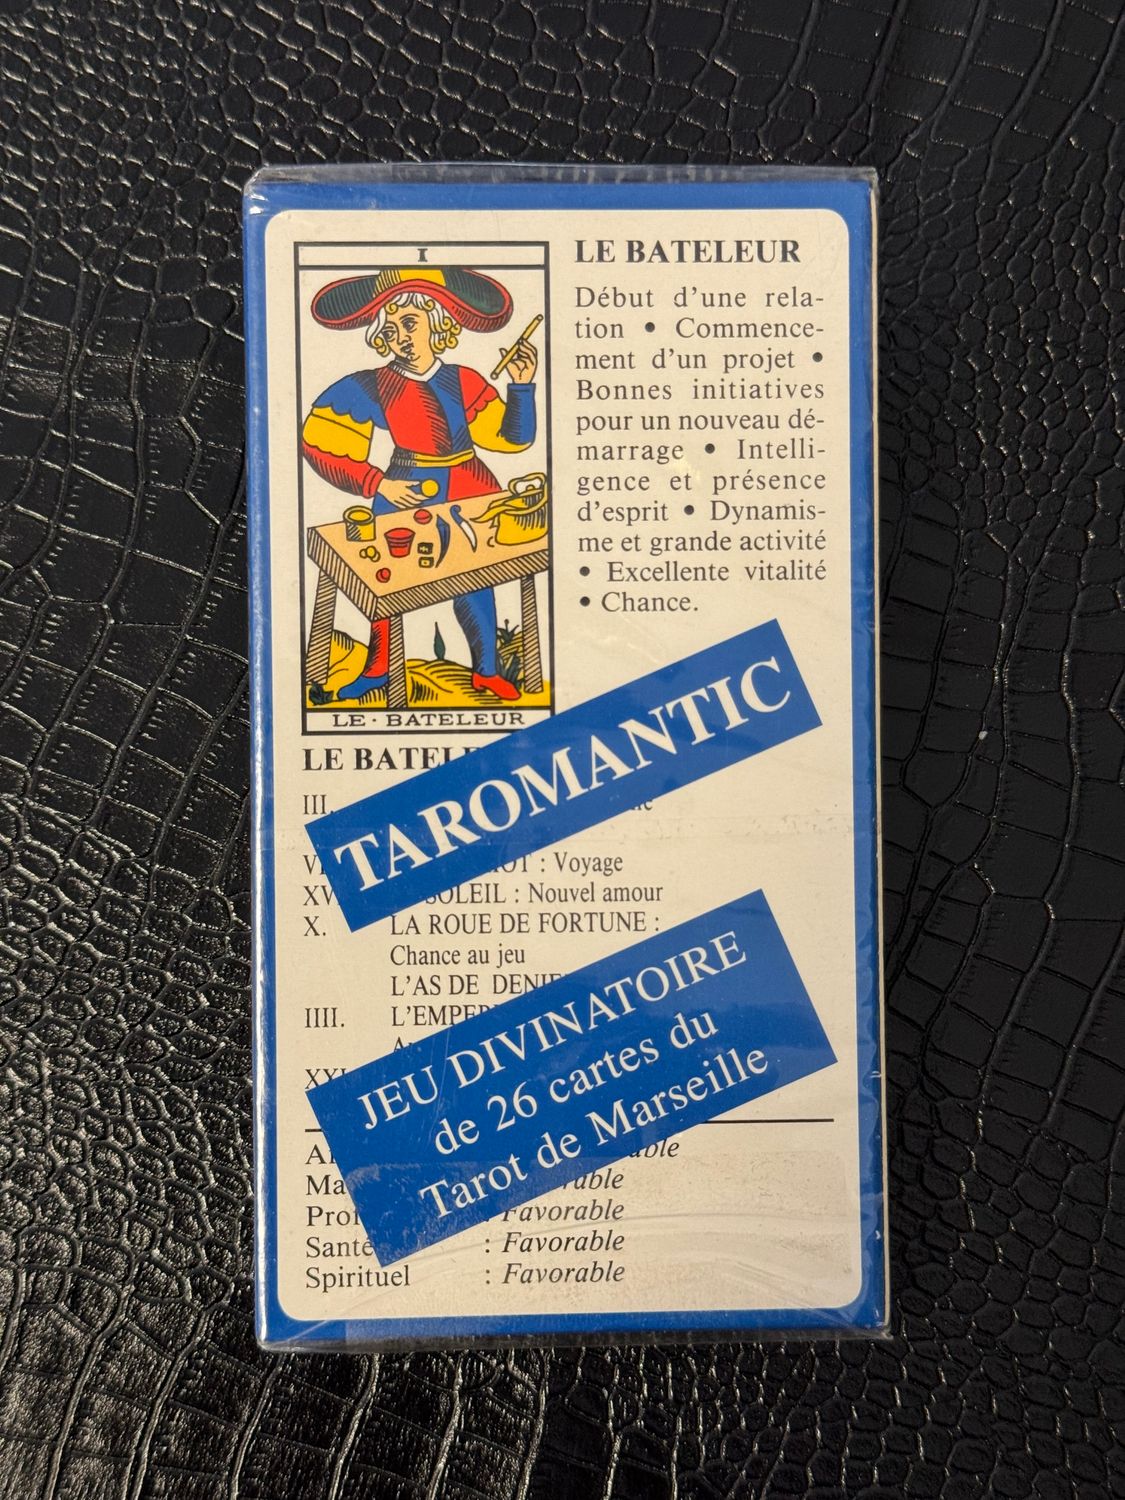 I
LE · BATELEUR
LE BATELEUR
Début d'une rela-
tion • Commence-
ment d'un projet •
Bonnes initiatives
pour un nouveau dé-
marrage • Intelli-
gence et présence
d'esprit • Dynamis-
me et grande activité
• Excellente vitalité
• Chance.
TAROMANTIC
LE
III.
: Voyage
SOLEIL : Nouvel amour
X. LA ROUE DE FORTUNE :
Chance au jeu
L'AS DE
IIII.
JEU DIVINATOIRE
de 26 cartes du
Tarot de Marseille
: Favorable
Santé : Favorable
Spirituel : Favorable